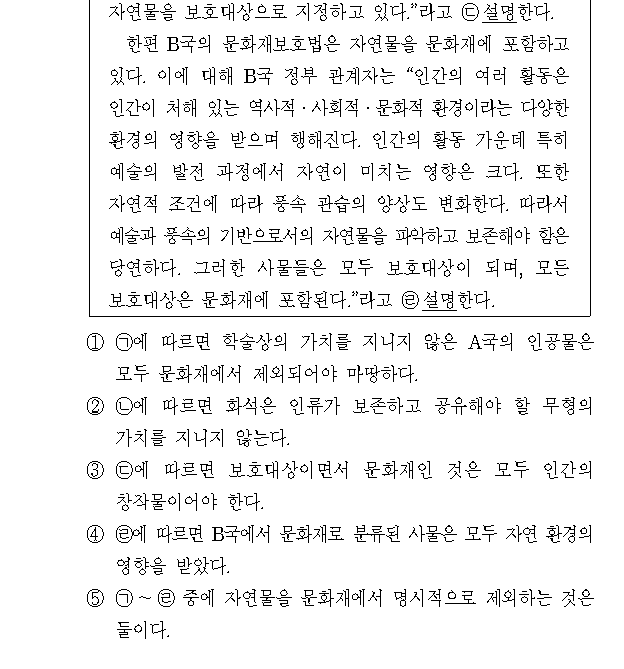 자연물을 보호대상으로 지정하고 있다.”라고 ㉢설명한다.
한편 B국의 문화재보호법은 자연물을 문화재에 포함하고
있다. 이에 대해 B국 정부 관계자는 “인간의 여러 활동은
인간이 처해 있는 역사적·사회적·문화적 환경이라는 다양한
환경의 영향을 받으며 행해진다. 인간의 활동 가운데 특히
예술의 발전 과정에서 자연이 미치는 영향은 크다. 또한
자연적 조건에 따라 풍속 관습의 양상도 변화한다. 따라서
예술과 풍속의 기반으로서의 자연물을 파악하고 보존해야 함은
당연하다. 그러한 사물들은 모두 보호대상이 되며, 모든
보호대상은 문화재에 포함된다.”라고 ㉣설명한다.
① ㉠에 따르면 학술상의 가치를 지니지 않은 A국의 인공물은
모두 문화재에서 제외되어야 마땅하다.
② ㉡에 따르면 화석은 인류가 보존하고 공유해야 할 무형의
가치를 지니지 않는다.
③ ㉢에 따르면 보호대상이면서 문화재인 것은 모두 인간의
창작물이어야 한다.
④ ㉣에 따르면 B국에서 문화재로 분류된 사물은 모두 자연 환경의
영향을 받았다.
⑤ ㉠～㉣ 중에 자연물을 문화재에서 명시적으로 제외하는 것은
둘이다.